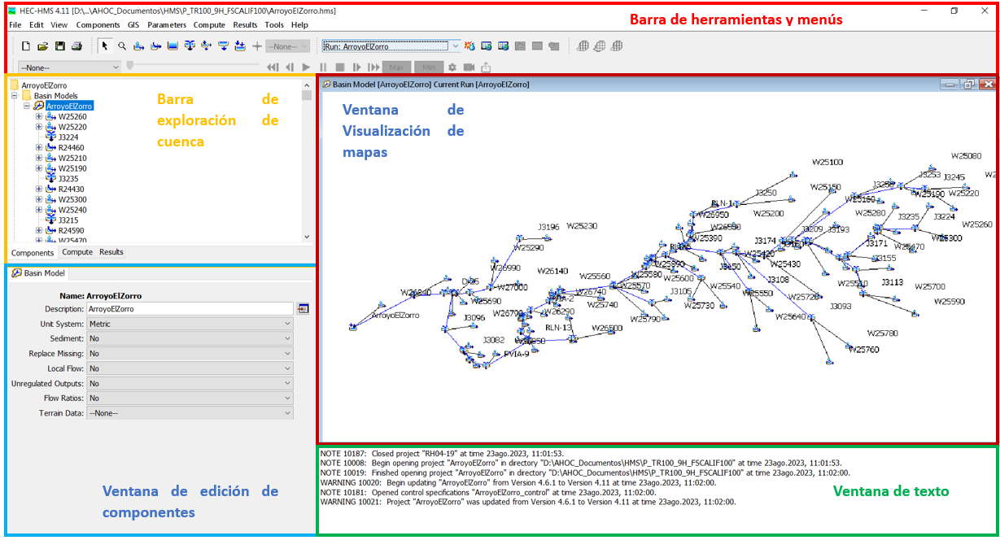 HEC-HMS 4.11 [D:\...\AHOC_Documentos\HMS\P_TR100_9H_FSCALIF100\ArroyoElZorro.hms]
Barra de herramientas y menús
File Edit View Components GIS Parameters Compute Results Tools Help
--None--
Run: ArroyoElZorro
--None--
Max
Min
ArroyoElZorro
Basin Models
ArroyoElZorro
W25260
W25220
J3224
R24460
W25210
W25190
J3235
R24430
W25300
W25240
J3215
R24590
W25470
Barra de
exploración de
cuenca
Components Compute Results
Basin Model [ArroyoElZorro] Current Run [ArroyoElZorro]
Ventana de
Visualización de
mapas
W25080
W25100
J3253 J3245
W25150
J3250
W25160
W25190 W25220
RLN-1
W26950
W25200
W25280
J3235 J3224
W25260
J3196 W25230
J3209 J3193
W25390
J3174
J3171
W25470
W25300
W25290
W25420
J3155
W26990
W26140
W25890
J3150
W25430
W25560
W25580
W25600
J3108
W25510
J3113
W26840
W27000
W25570
J3105
W25540
W25550
W25700
W26740
W25720
W25690
W25740
W25730
J3093
W25590
ArroyoElZorro
J3096
W26700
W26290
W25790
W25640
RLN-13
W26500
W25780
J3082
W25760
PVIA-9
Basin Model
Name: ArroyoElZorro
Description: ArroyoElZorro
Unit System: Metric
Sediment: No
Replace Missing: No
Local Flow: No
Unregulated Outputs: No
Flow Ratios: No
Terrain Data: --None--
Ventana de edición de
componentes
NOTE 10187: Closed project "RH04-19" at time 23ago.2023, 11:01:53.
NOTE 10008: Begin opening project "ArroyoElZorro" in directory "D:\AHOC_Documentos\HMS\P_TR100_9H_FSCALIF100" at time 23ago.2023, 11:01:53.
NOTE 10019: Finished opening project "ArroyoElZorro" in directory "D:\AHOC_Documentos\HMS\P_TR100_9H_FSCALIF100" at time 23ago.2023, 11:02:00.
WARNING 10020: Begin updating "ArroyoElZorro" from Version 4.6.1 to Version 4.11 at time 23ago.2023, 11:02:00.
NOTE 10181: Opened control specifications "ArroyoElZorro_control" at time 23ago.2023, 11:02:00.
WARNING 10021: Project "ArroyoElZorro" was updated from Version 4.6.1 to Version 4.11 at time 23ago.2023, 11:02:00.
Ventana de texto